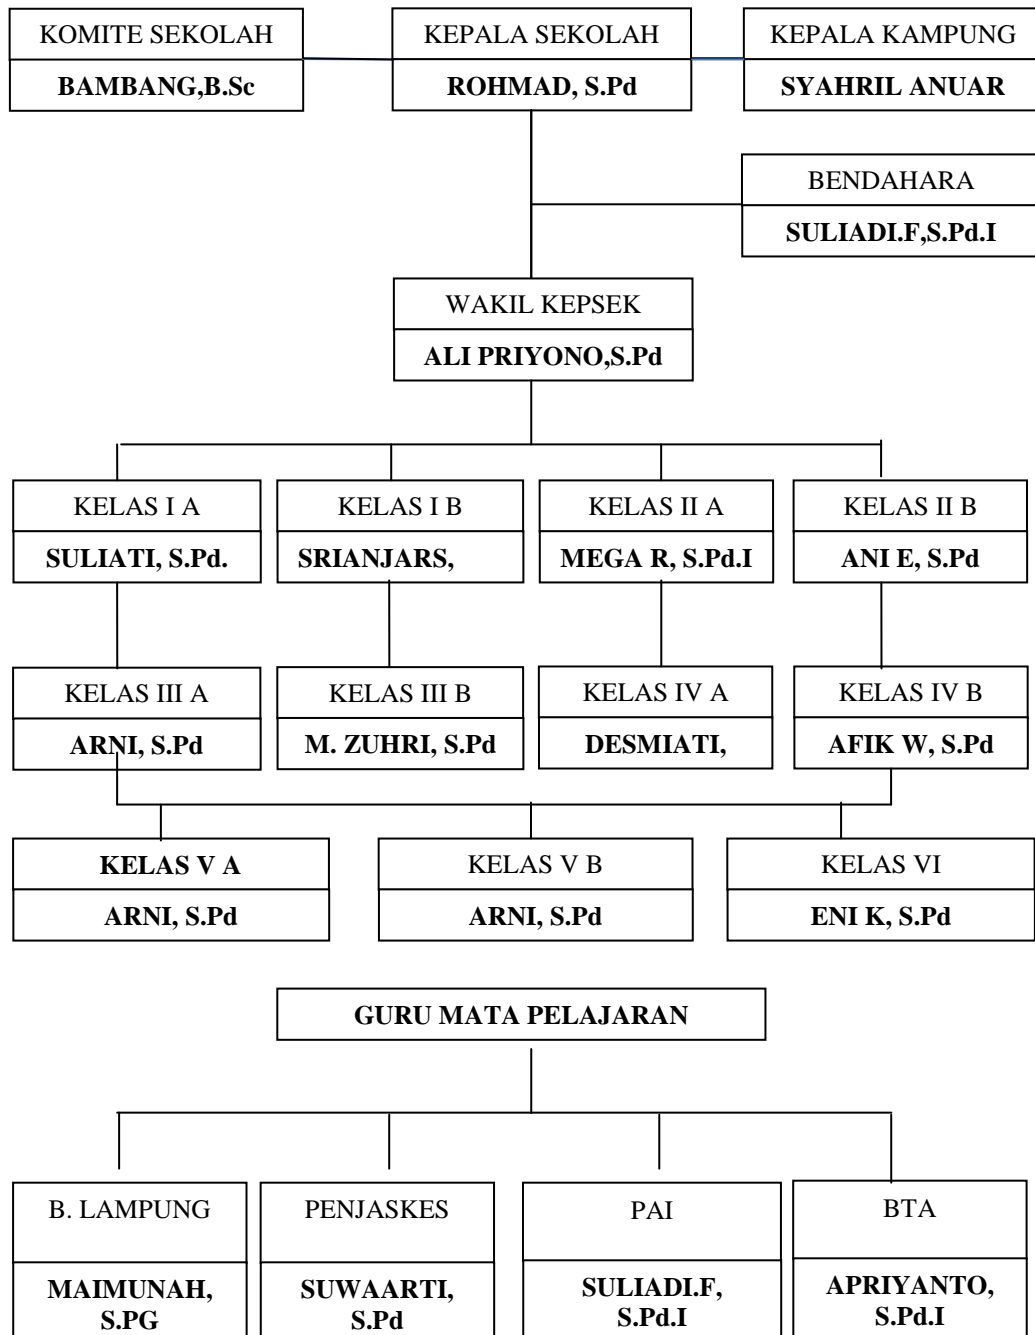 KOMITE SEKOLAH
BAMBANG,B.Sc
KEPALA SEKOLAH
ROHMAD, S.Pd
KEPALA KAMPUNG
SYAHRIL ANUAR
BENDAHARA
SULIADI.F,S.Pd.I
WAKIL KEPSEK
ALI PRIYONO,S.Pd
KELAS I A
SULIATI, S.Pd.
KELAS I B
SRIANJARS,
KELAS II A
MEGA R, S.Pd.I
KELAS II B
ANI E, S.Pd
KELAS III A
ARNI, S.Pd
KELAS III B
M. ZUHRI, S.Pd
KELAS IV A
DESMIATI,
KELAS IV B
AFIK W, S.Pd
KELAS V A
ARNI, S.Pd
KELAS V B
ARNI, S.Pd
KELAS VI
ENI K, S.Pd
GURU MATA PELAJARAN
B. LAMPUNG
MAIMUNAH,
S.PG
PENJASKES
SUWAARTI,
S.Pd
PAI
SULIADI.F,
S.Pd.I
BTA
APRIYANTO,
S.Pd.I